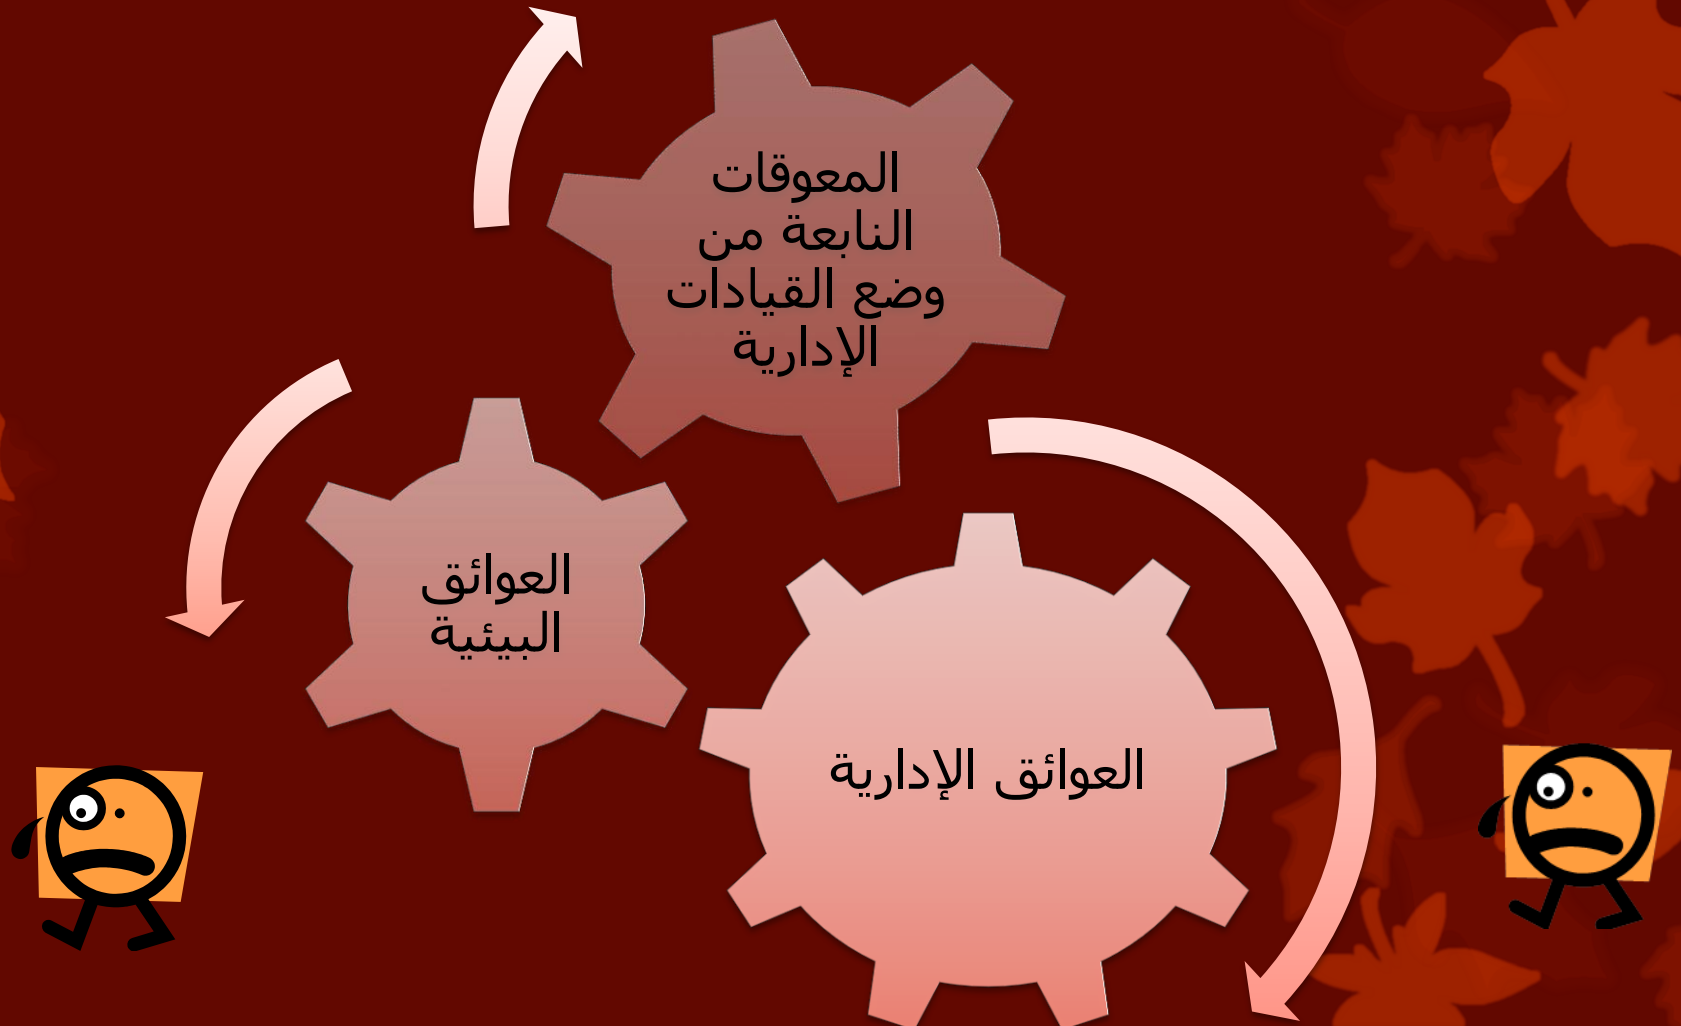 المعوقات
النابعة من
وضع القيادات
الإدارية
العوائق
البيئية
العوائق الإدارية